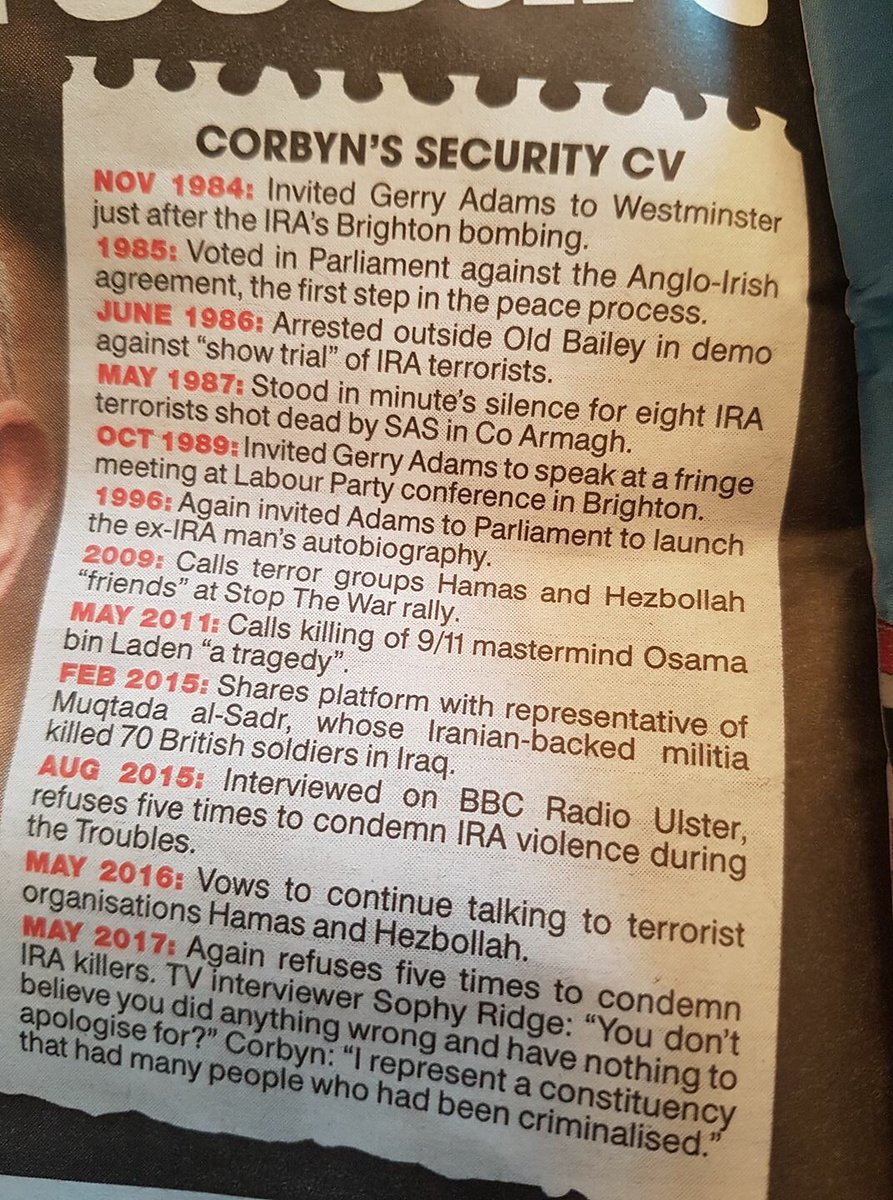 CORBYN'S SECURITY CV
NOV 1984: Invited Gerry Adams to Westminster
just after the IRA's Brighton bombing.
1985: Voted in Parliament against the Anglo-Irish
agreement, the first step in the peace process.
JUNE 1986: Arrested outside Old Bailey in demo
against “show trial” of IRA terrorists.
MAY 1987: Stood in minute's silence for eight IRA
terrorists shot dead by SAS in Co Armagh.
OCT 1989: Invited Gerry Adams to speak at a fringe
meeting at Labour Party conference in Brighton.
1996: Again invited Adams to Parliament to launch
the ex-IRA man's autobiography.
2009: Calls terror groups Hamas and Hezbollah
“friends” at Stop The War rally.
MAY 2011: Calls killing of 9/11 mastermind Osama
bin Laden “a tragedy”.
FEB 2015: Shares platform with representative of
Muqtada al-Sadr, whose Iranian-backed militia
killed 70 British soldiers in Iraq.
AUG 2015: Interviewed on BBC Radio Ulster,
refuses five times to condemn IRA violence during
the Troubles.
MAY 2016: Vows to continue talking to terrorist
organisations Hamas and Hezbollah.
MAY 2017: Again refuses five times to condemn
IRA killers. TV interviewer Sophy Ridge: “You don't
believe you did anything wrong and have nothing to
apologise for?” Corbyn: “I represent a constituency
that had many people who had been criminalised.”